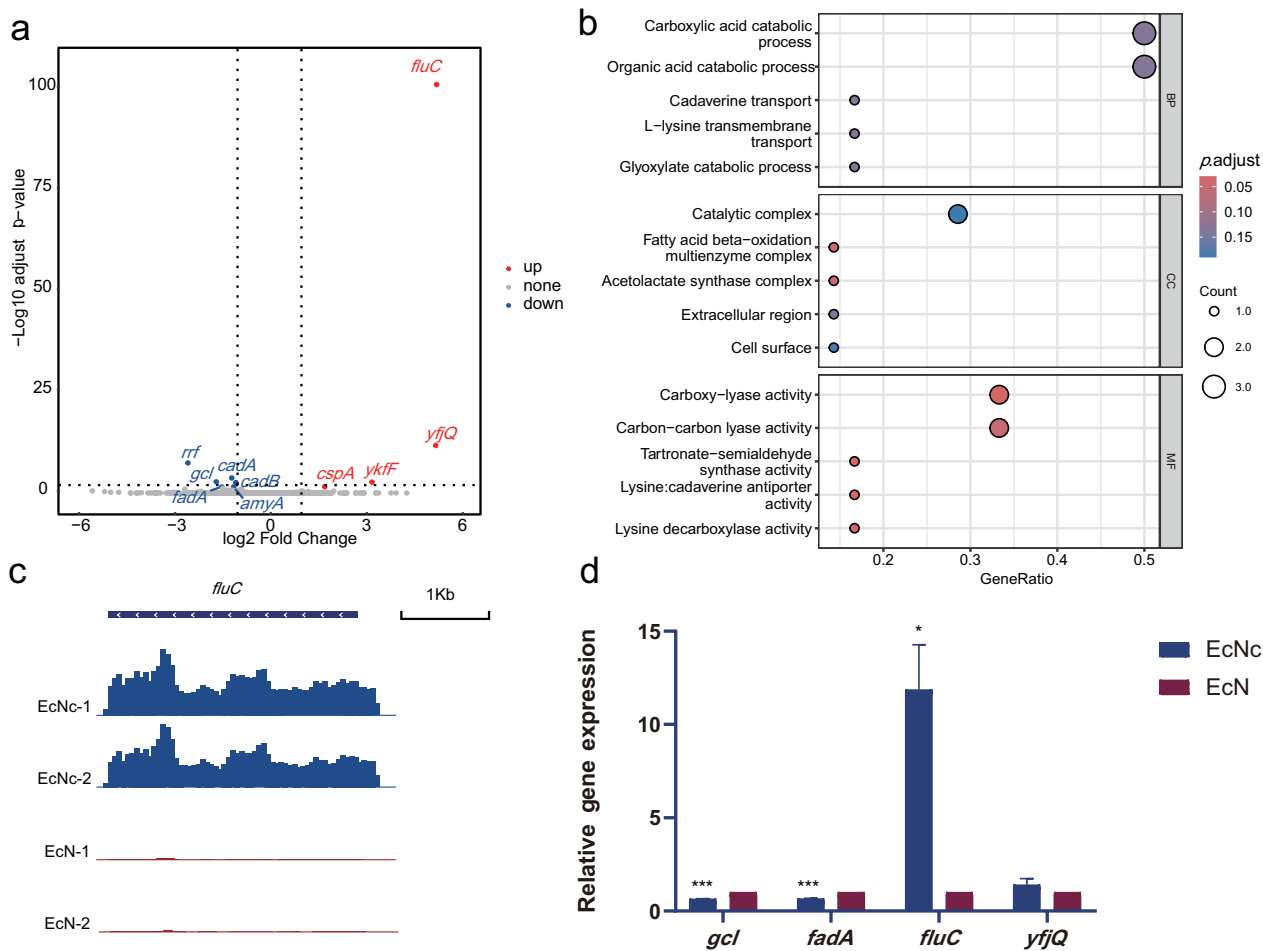 a
−Log10 adjust p−value
100
75
50
25
0
fluC
yfjQ
rrf
cadA
gcl
cadB
fadA
amyA
cspA
ykfF
−6
−3
0
3
6
log2 Fold Change
up
none
down
b
Carboxylic acid catabolic
process
Organic acid catabolic process
Cadaverine transport
L−lysine transmembrane
transport
Glyoxylate catabolic process
BP
Catalytic complex
Fatty acid beta−oxidation
multienzyme complex
Acetolactate synthase complex
Extracellular region
Cell surface
CC
Carboxy−lyase activity
Carbon−carbon lyase activity
Tartronate−semialdehyde
synthase activity
Lysine:cadaverine antiporter
activity
Lysine decarboxylase activity
MF
0.2
0.3
0.4
0.5
GeneRatio
p.adjust
0.05
0.10
0.15
Count
1.0
2.0
3.0
c
fluC
1Kb
EcNc-1
EcNc-2
EcN-1
EcN-2
d
Relative gene expression
15
10
5
0
***
***
*
gcl
fadA
fluC
yfjQ
EcNc
EcN